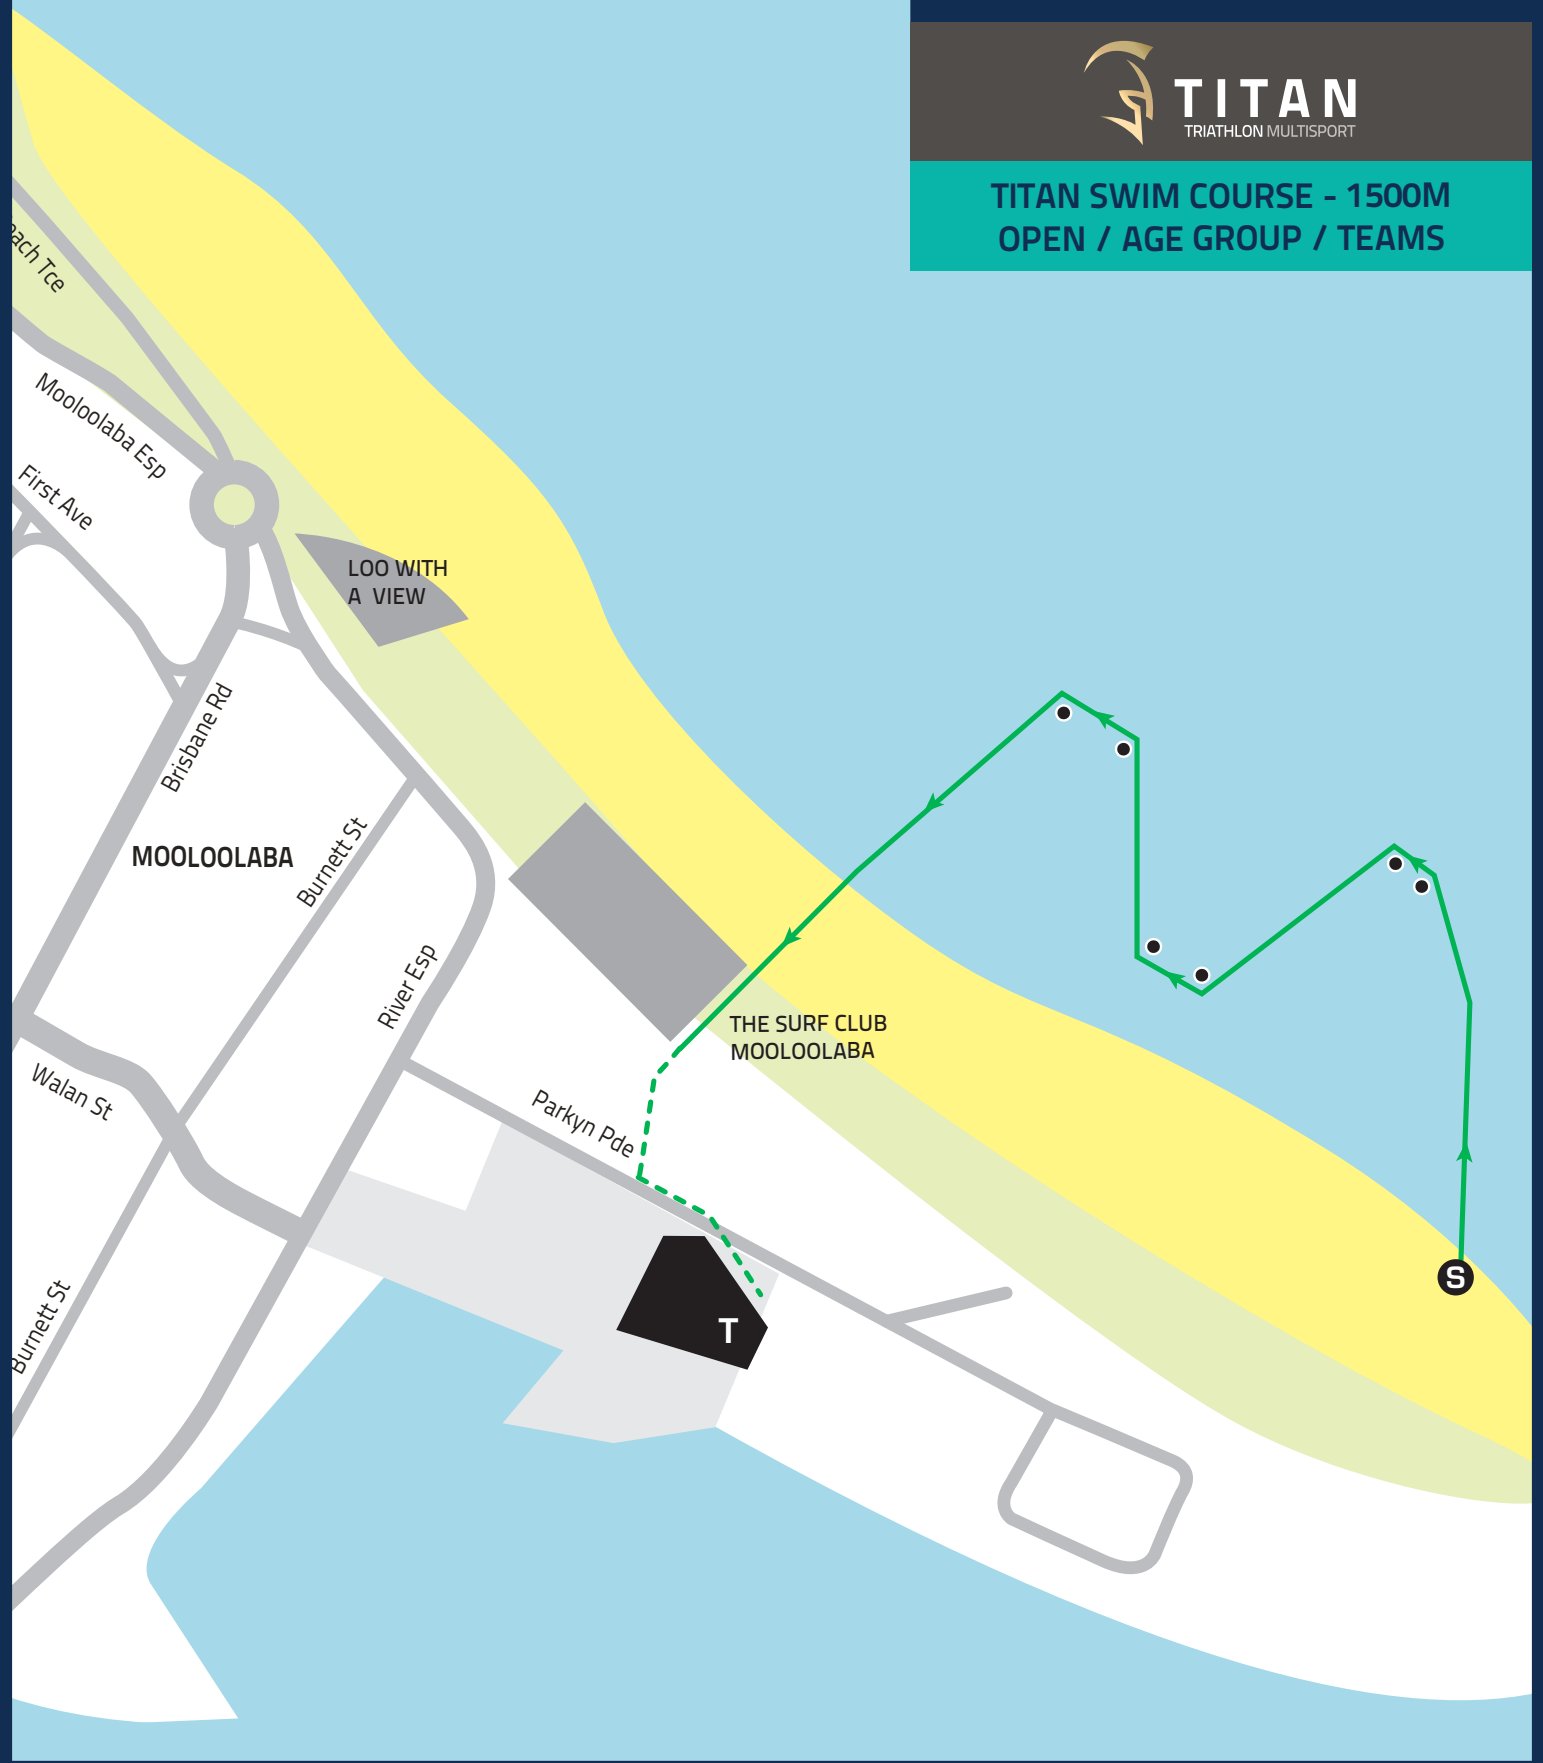 TITAN
TRIATHLON MULTISPORT
TITAN SWIM COURSE - 1500M
OPEN / AGE GROUP / TEAMS
Tce
Mooloolaba Esp
First Ave
LOO WITH
A VIEW
Brisbane Rd
MOOLOOLABA
Burnett St
River Esp
THE SURF CLUB
MOOLOOLABA
Walan St
Parkyn Pde
S
Burnett St
T